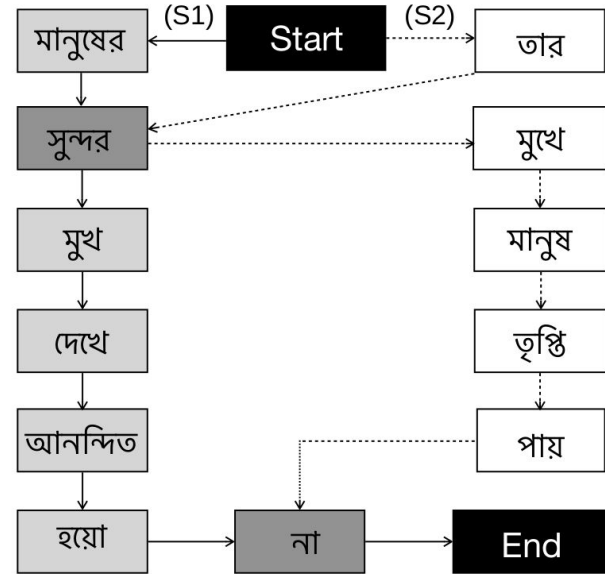 (S1) (S2)
মানুষের Start তার
সুন্দর মুখে
মুখ মানুষ
দেখে তৃপ্তি
আনন্দিত পায়
হয়ো না End